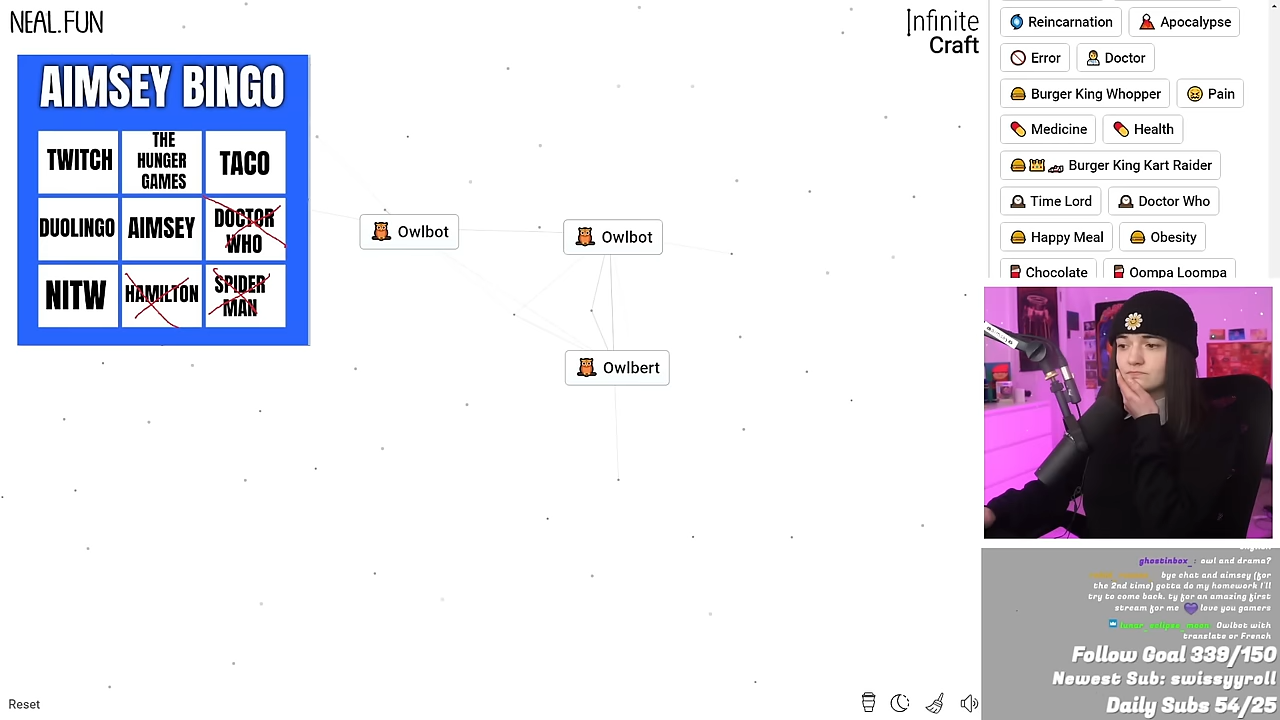 NEAL.FUN
Infinite
Craft
AIMSEY BINGO
TWITCH
THE
HUNGER
GAMES
TACO
DUOLINGO
AIMSEY
DOCTOR
WHO
NITW
HAMILTON
SPIDER
MAN
Owlbot
Owlbot
Owlbert
Reincarnation
Apocalypse
Error
Doctor
Burger King Whopper
Pain
Medicine
Health
Burger King Kart Raider
Time Lord
Doctor Who
Happy Meal
Obesity
Chocolate
Oompa Loompa
ghostinbox_: owl and drama?
bye chat and aimsey (for
the 2nd time) gotta do my homework I'll
try to come back. ty for an amazing first
stream for me love you gamers
lunar_eclipse_moon: Owlbot with
translate or French
Follow Goal 339/150
Newest Sub: swissyyroll
Daily Subs 54/25
Reset